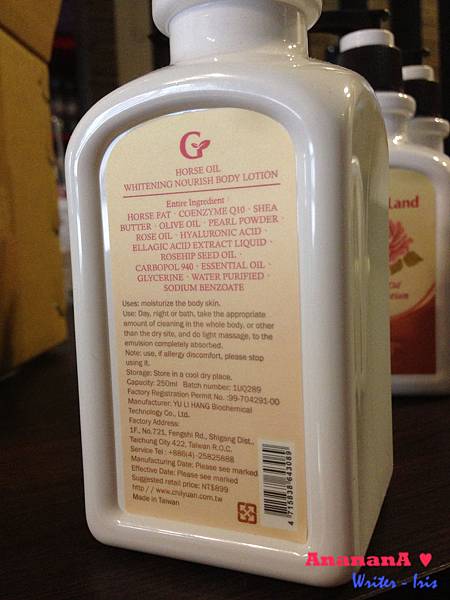 G
HORSE OIL
WHITENING NOURISH BODY LOTION
Entire Ingredient
HORSE FAT · COENZYME Q10 · SHEA
BUTTER · OLIVE OIL · PEARL POWDER ·
ROSE OIL · HYALURONIC ACID ·
ELLAGIC ACID EXTRACT LIQUID ·
ROSEHIP SEED OIL ·
CARBOPOL 940 · ESSENTIAL OIL ·
GLYCERINE · WATER PURIFIED ·
SODIUM BENZOATE
Uses: moisturize the body skin.
Use: Day, night or bath, take the appropriate
amount of cleaning in the whole body, or other
than the dry site, and do light massage, to the
emulsion completely absorbed.
Note: use, if allergy discomfort, please stop
using it.
Storage: Store in a cool dry place.
Capacity: 250ml Batch number: 1UQ289
Factory Registration Permit No. :99-704291-00
Manufacturer: YU LI HANG Biochemical
Technology Co., Ltd.
Factory Address:
1F., No.721, Fengshi Rd., Shigang Dist.,
Taichung City 422, Taiwan R.O.C.
Service Tel : +886(4) -25825688
Manufacturing Date: Please see marked
Effective Date: Please see marked
Suggested retail price: NT$899
http://www.chilyuan.com.tw
Made in Taiwan
4 715838 643089
Land
Oil
otion
AnananA ♥
Writer - Iris